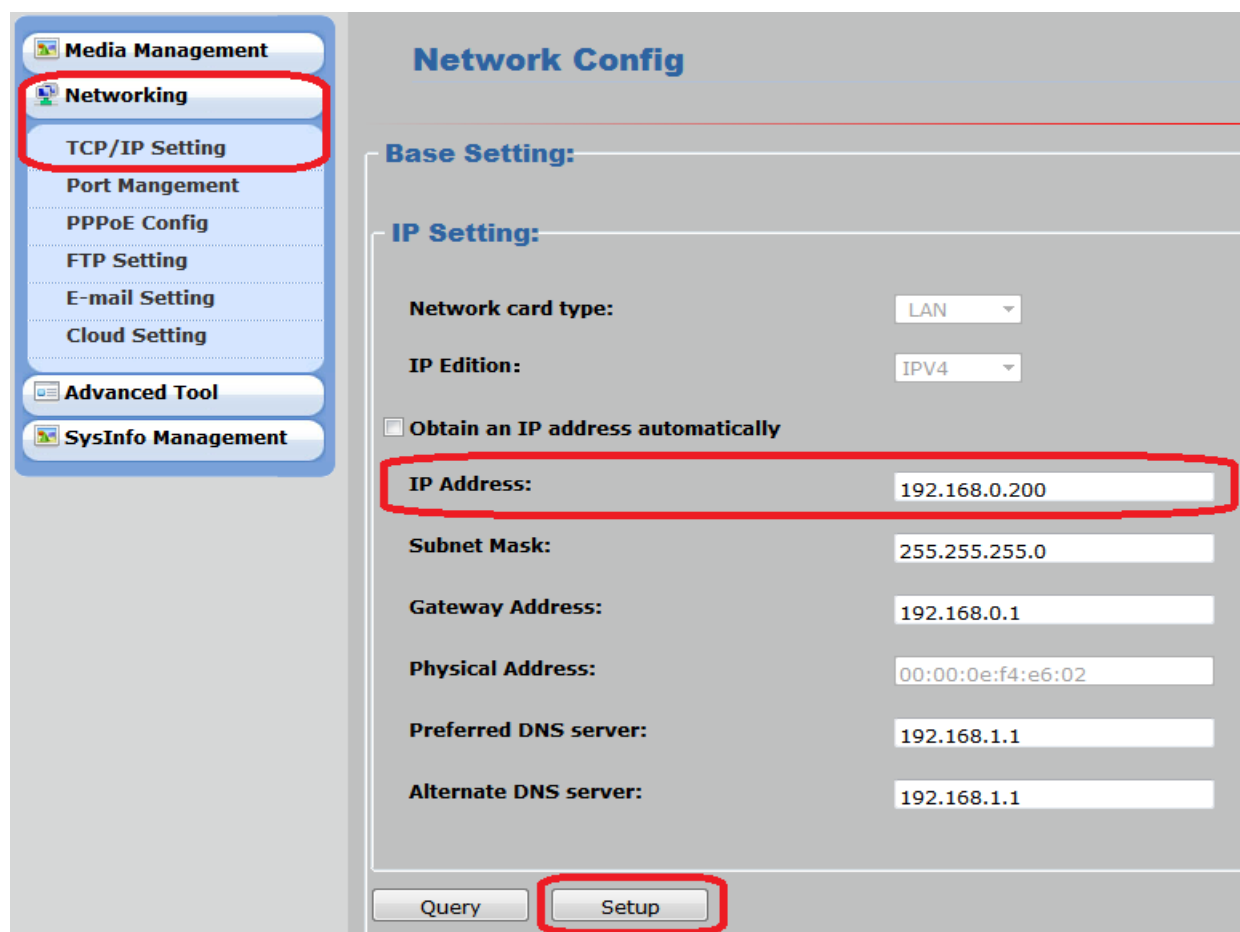 Media Management
Networking
TCP/IP Setting
Port Mangement
PPPoE Config
FTP Setting
E-mail Setting
Cloud Setting
Advanced Tool
SysInfo Management
Network Config
Base Setting:
IP Setting:
Network card type: LAN
IP Edition: IPV4
Obtain an IP address automatically
IP Address: 192.168.0.200
Subnet Mask: 255.255.255.0
Gateway Address: 192.168.0.1
Physical Address: 00:00:0e:f4:e6:02
Preferred DNS server: 192.168.1.1
Alternate DNS server: 192.168.1.1
Query Setup